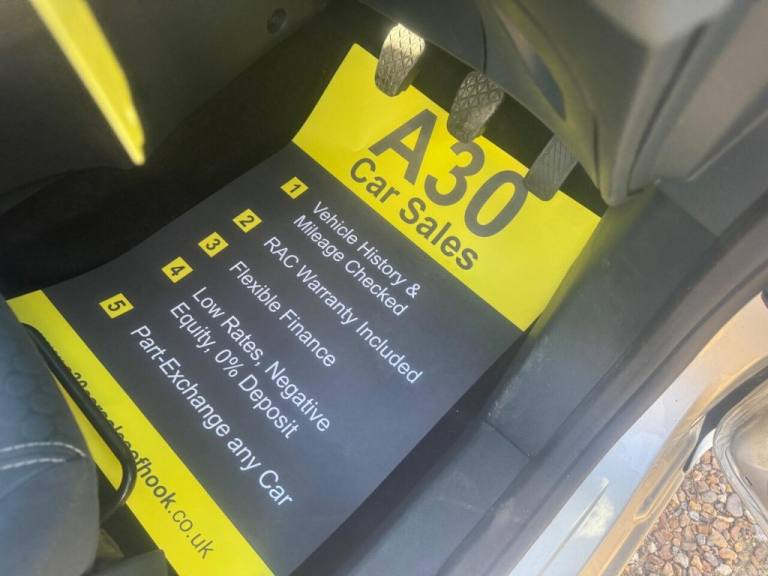 A30
Car Sales
1
Vehicle History &
Mileage Checked
2
RAC Warranty Included
3
Flexible Finance
4
Low Rates, Negative
Equity, 0% Deposit
5
Part-Exchange any Car
salesofhook.co.uk